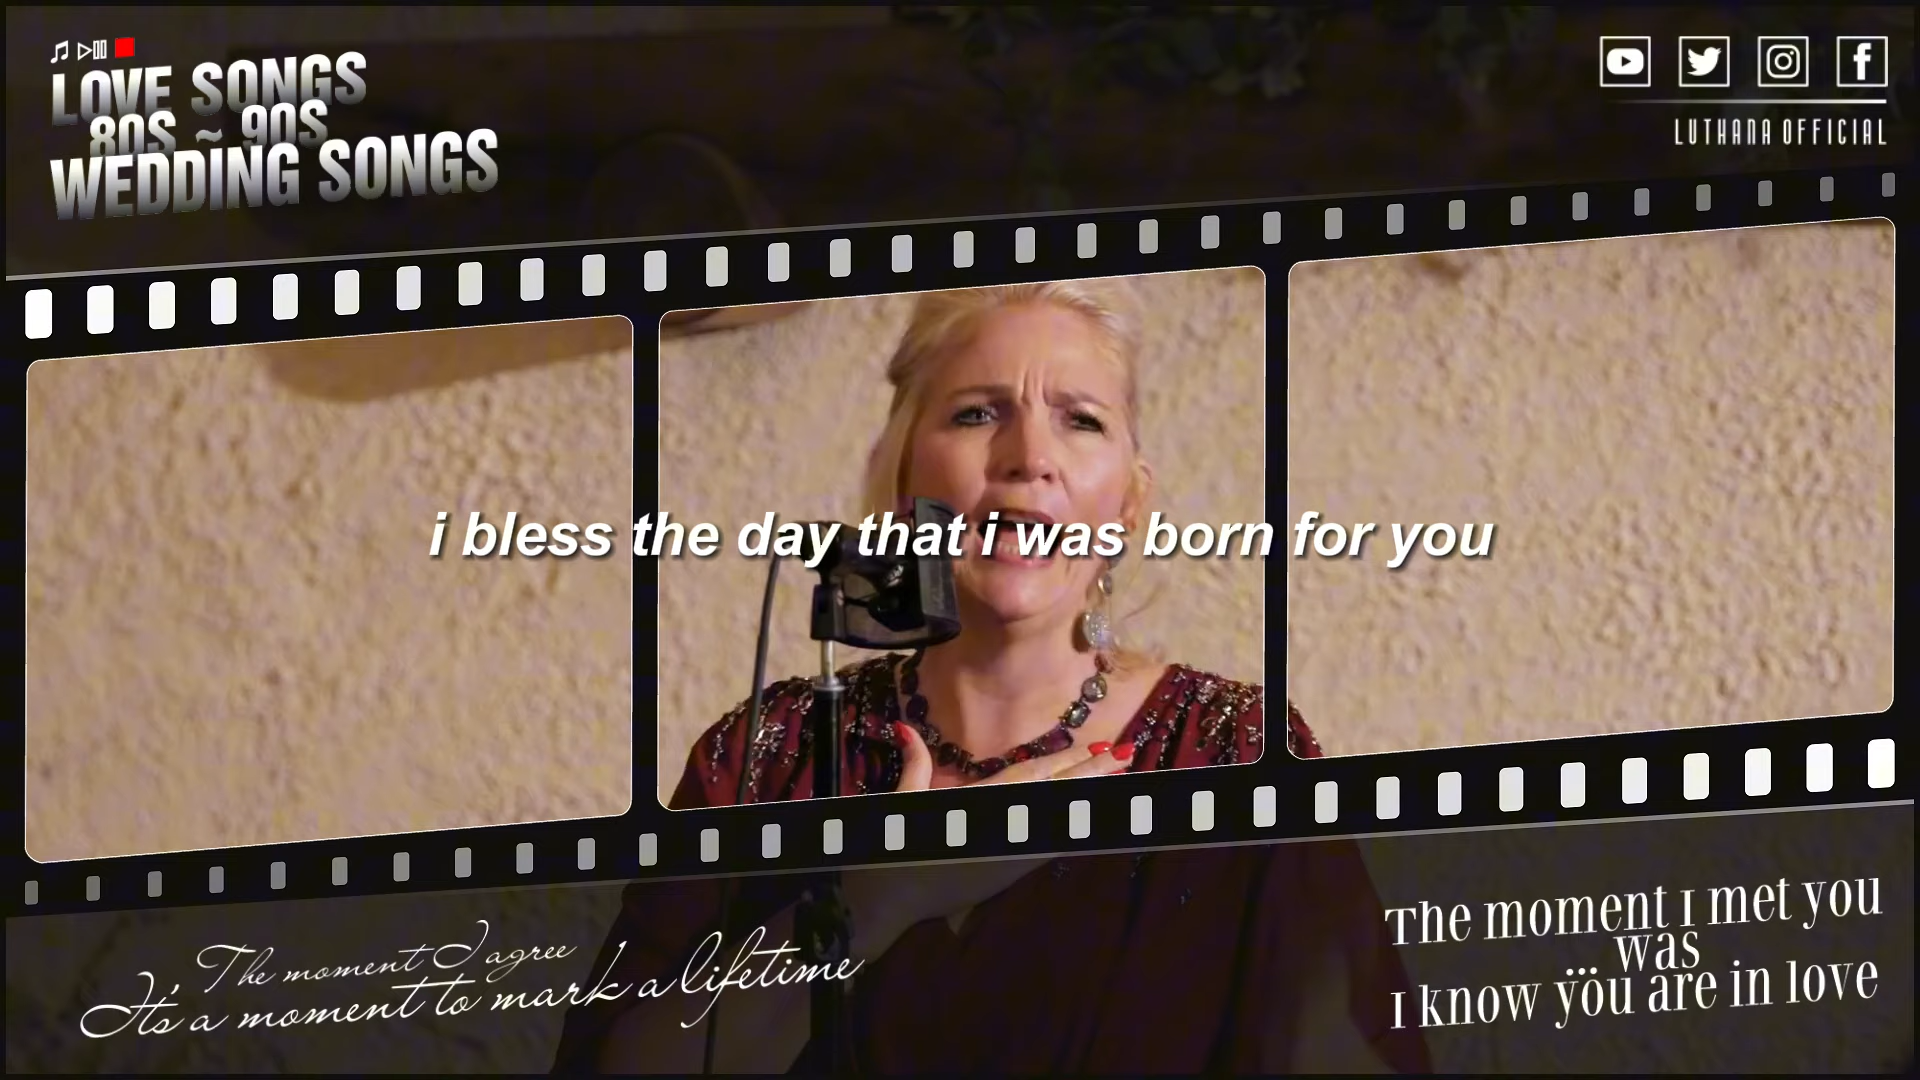 LOVE SONGS
80S ~ 90S
WEDDING SONGS
LUTHANA OFFICIAL
i bless the day that i was born for you
The moment I agree
It's a moment to mark a lifetime
The moment I met you
was
I know yöu are in love